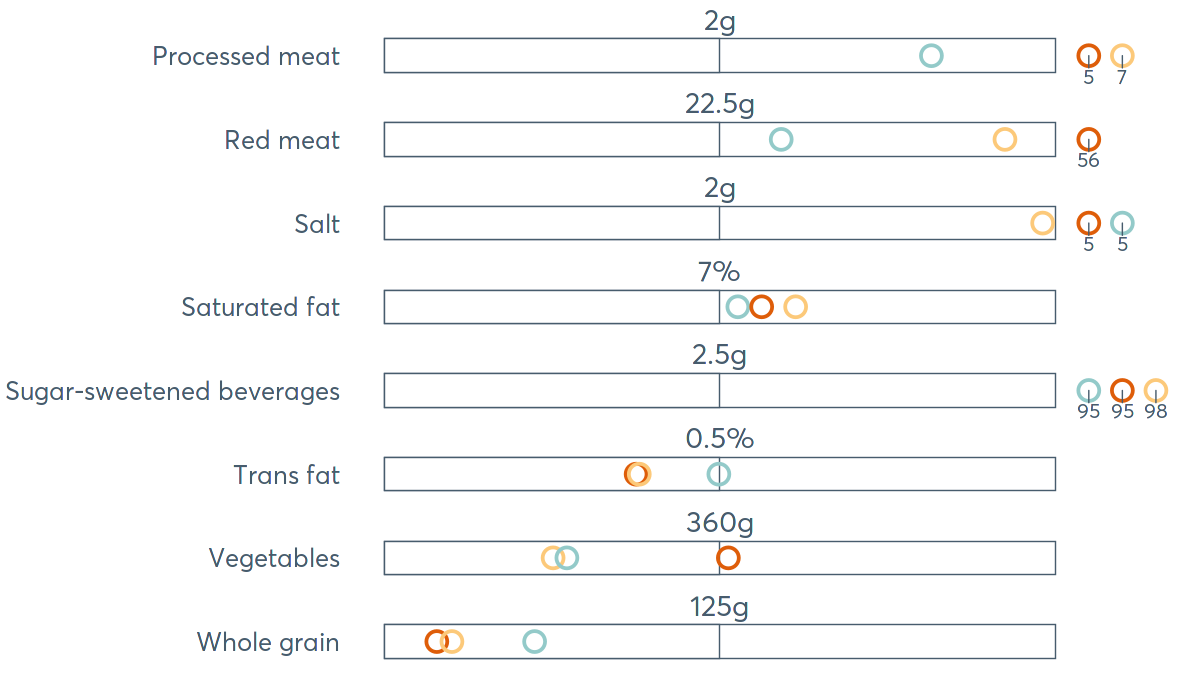 2g
Processed meat
5 7
22.5g
Red meat
56
2g
Salt
5 5
7%
Saturated fat
2.5g
Sugar-sweetened beverages
95 95 98
0.5%
Trans fat
360g
Vegetables
125g
Whole grain